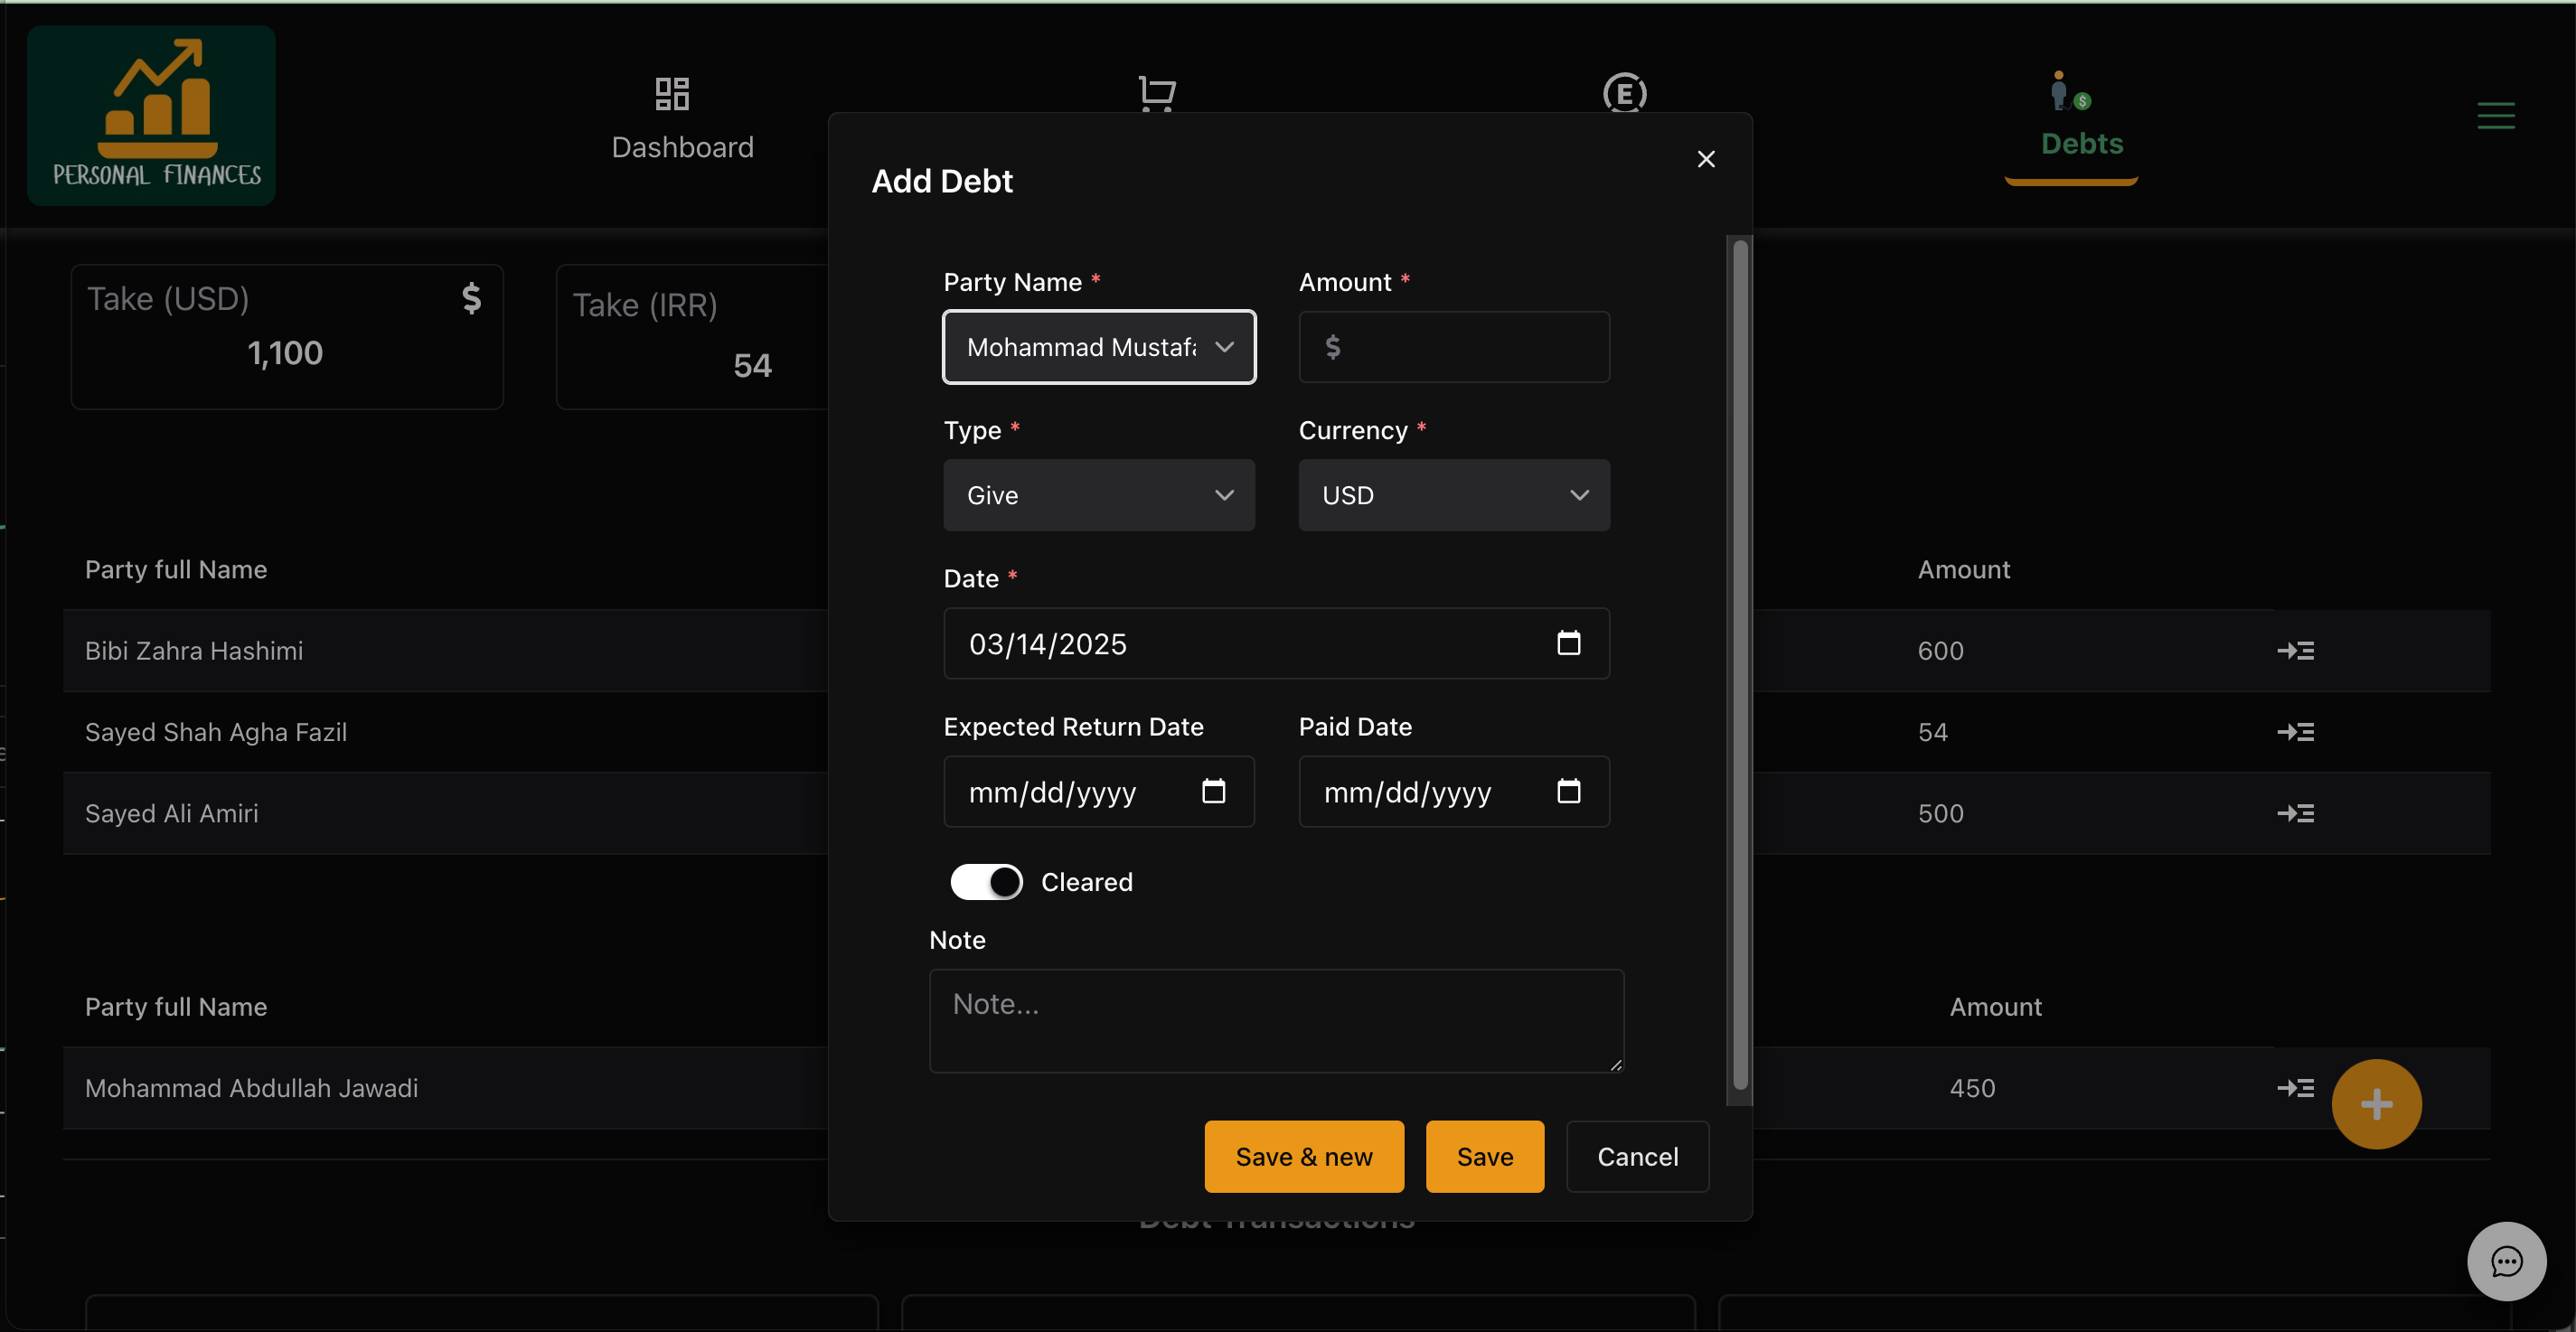 PERSONAL FINANCES
Dashboard
E
$
Debts
Take (USD)
$
1,100
Take (IRR)
54
Party full Name
Amount
Bibi Zahra Hashimi
600
Sayed Shah Agha Fazil
54
Sayed Ali Amiri
500
Party full Name
Amount
Mohammad Abdullah Jawadi
450
Add Debt
Party Name *
Amount *
Mohammad
$
Type *
Currency *
Give
USD
Date *
03/14/2025
Expected Return Date
Paid Date
mm/dd/yyyy
mm/dd/yyyy
Cleared
Note
Note...
Save & new
Save
Cancel
Debt Transactions